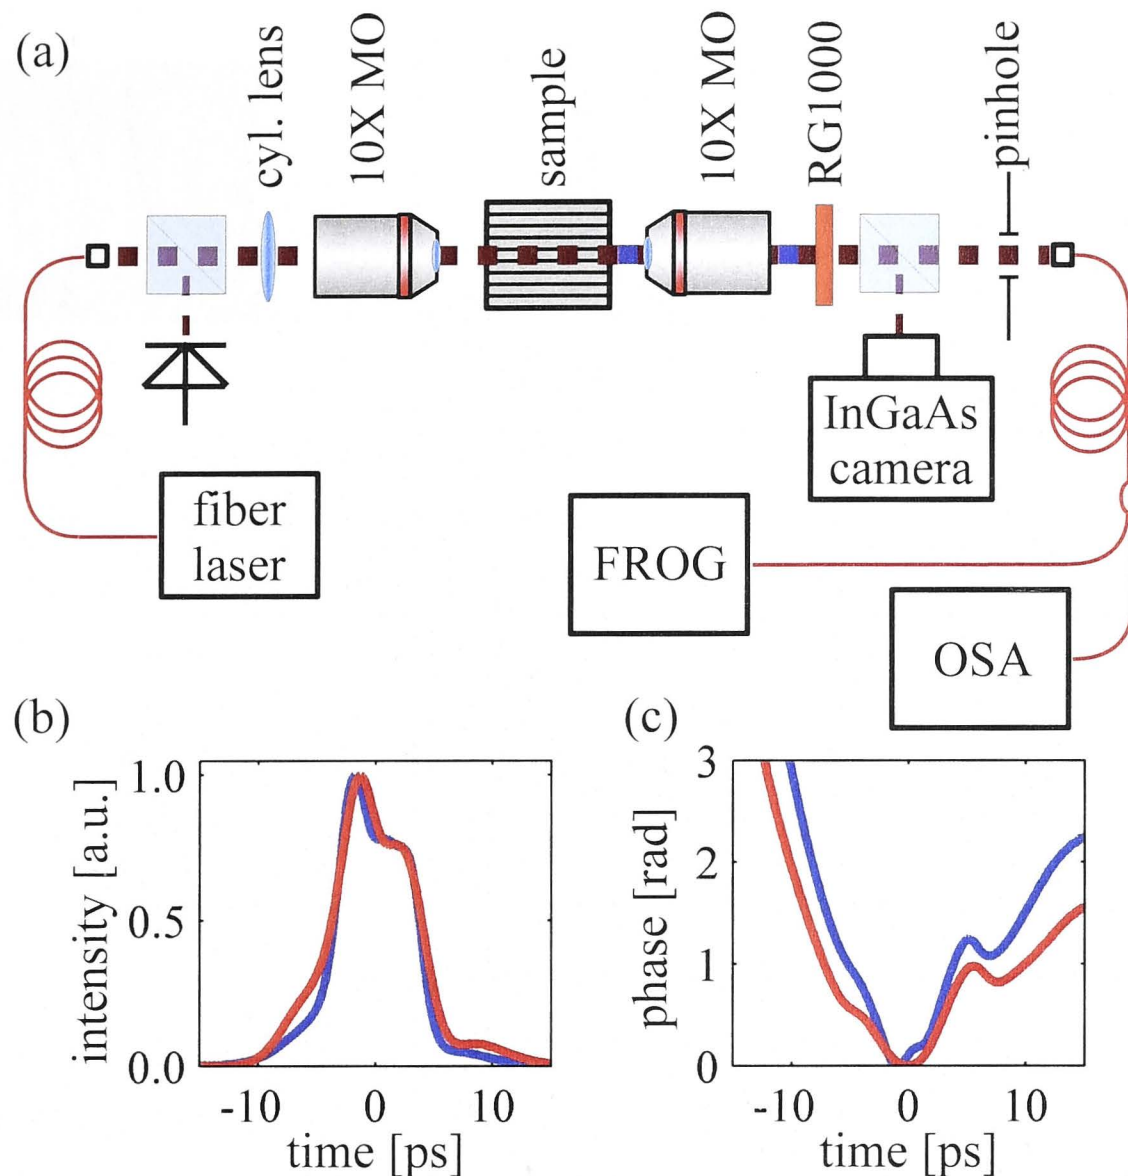 (a)
cyl. lens
10X MO
sample
10X MO
RG1000
pinhole
InGaAs
camera
fiber
laser
FROG
OSA
(b)
intensity [a.u.]
1.0
0.5
0.0
-10
0
10
time [ps]
(c)
phase [rad]
3
2
1
0
-10
0
10
time [ps]